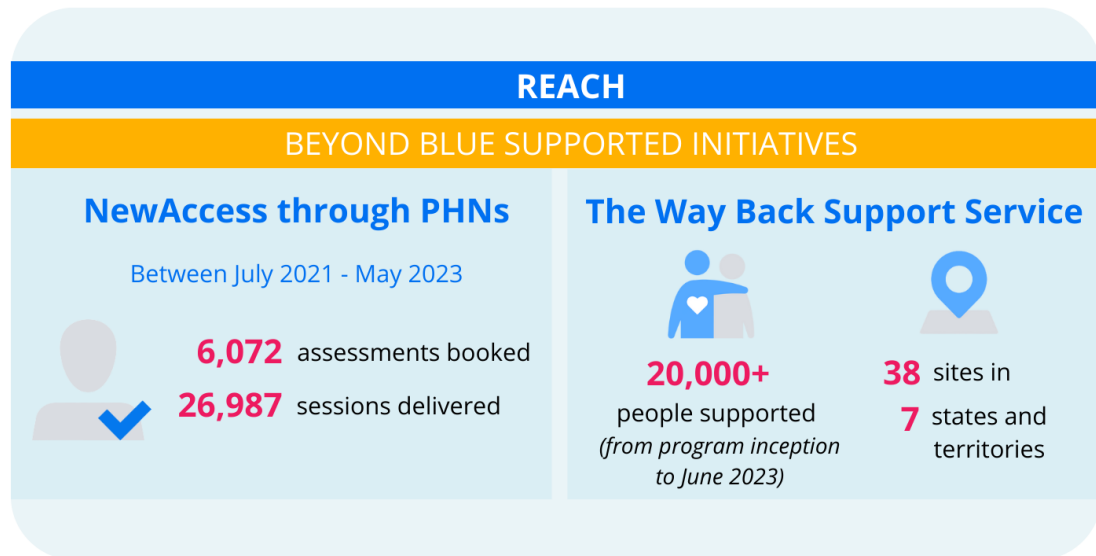 REACH
BEYOND BLUE SUPPORTED INITIATIVES
NewAccess through PHNs
Between July 2021 - May 2023
6,072 assessments booked
26,987 sessions delivered
The Way Back Support Service
20,000+
people supported
(from program inception
to June 2023)
38 sites in
7 states and
territories